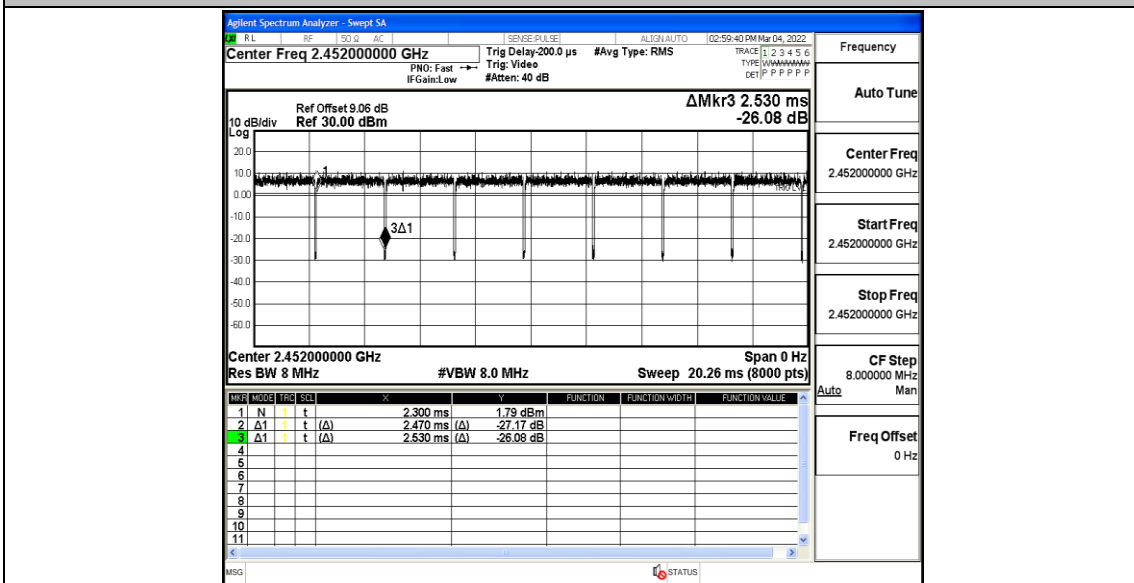 Agilent Spectrum Analyzer - Swept SA
RL RF 50 Ω AC SENSE:PULSE ALIGN AUTO 02:59:40 PM Mar 04, 2022
Center Freq 2.452000000 GHz
PNO: Fast
IFGain:Low
Trig Delay-200.0 µs
Trig: Video
#Atten: 40 dB
#Avg Type: RMS
TRACE 1 2 3 4 5 6
TYPE
DET P P P P P P
Ref Offset 9.06 dB
Ref 30.00 dBm
10 dB/div
Log
ΔMkr3 2.530 ms
-26.08 dB
20.0
10.0
0.00
-10.0
-20.0
-30.0
-40.0
-50.0
-60.0
1
3Δ1
TRIG LVL
Center 2.452000000 GHz Span 0 Hz
Res BW 8 MHz #VBW 8.0 MHz Sweep 20.26 ms (8000 pts)
MKR MODE TRC SCL X Y FUNCTION FUNCTION WIDTH FUNCTION VALUE
1 N 1 t 2.300 ms 1.79 dBm
2 Δ1 1 t (Δ) 2.470 ms (Δ) -27.17 dB
3 Δ1 1 t (Δ) 2.530 ms (Δ) -26.08 dB
4
5
6
7
8
9
10
11
MSG STATUS
Frequency
Auto Tune
Center Freq
2.452000000 GHz
Start Freq
2.452000000 GHz
Stop Freq
2.452000000 GHz
CF Step
8.000000 MHz
Auto Man
Freq Offset
0 Hz